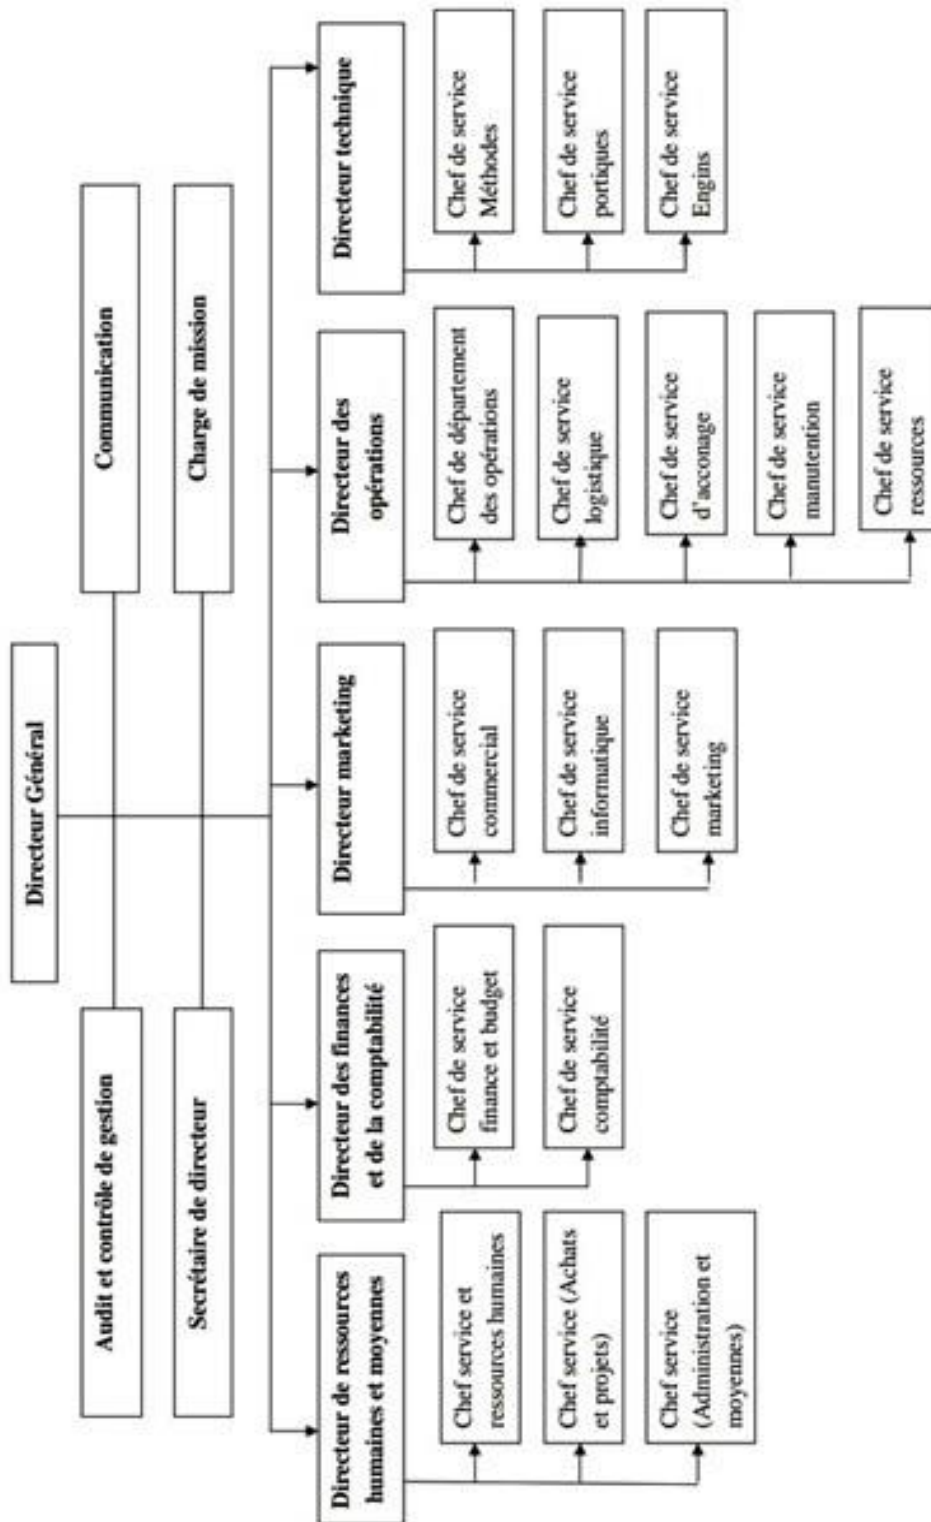 Directeur Général
Audit et contrôle de gestion
Communication
Secrétaire de directeur
Charge de mission
Directeur de ressources
humaines et moyennes
Chef service et
ressources humaines
Chef service (Achats
et projets)
Chef service
(Administration et
moyennes)
Directeur des finances
et de la comptabilité
Chef de service
finance et budget
Chef de service
comptabilité
Directeur marketing
Chef de service
commercial
Chef de service
informatique
Chef de service
marketing
Directeur des
opérations
Chef de département
des opérations
Chef de service
logistique
Chef de service
d'acconage
Chef de service
manutention
Chef de service
ressources
Directeur technique
Chef de service
Méthodes
Chef de service
portiques
Chef de service
Engins